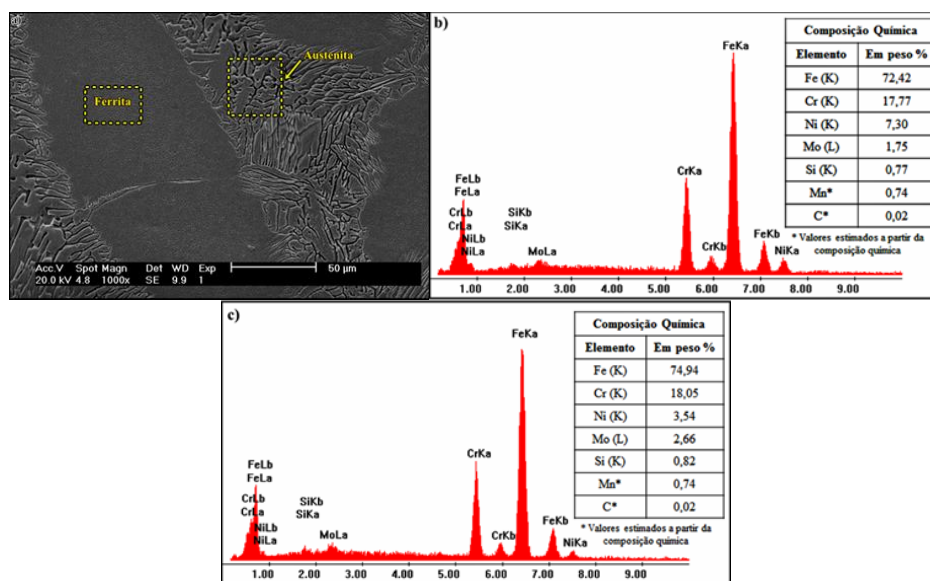 a)
Ferrita
Austenita
Acc.V Spot Magn Det WD Exp
20.0 kV 4.8 1000x SE 9.9 1
50 µm
b)
FeKa
CrKa
FeLb
FeLa
CrLb
CrLa
NiLb
NiLa
SiKb
SiKa
MoLa
CrKb
FeKb
NiKa
1.00 2.00 3.00 4.00 5.00 6.00 7.00 8.00 9.00
Composição Química
Elemento Em peso %
Fe (K) 72,42
Cr (K) 17,77
Ni (K) 7,30
Mo (L) 1,75
Si (K) 0,77
Mn* 0,74
C* 0,02
* Valores estimados a partir da
composição química
c)
FeKa
CrKa
FeLb
FeLa
CrLb
CrLa
NiLb
NiLa
SiKb
SiKa
MoLa
CrKb
FeKb
NiKa
1.00 2.00 3.00 4.00 5.00 6.00 7.00 8.00 9.00
Composição Química
Elemento Em peso %
Fe (K) 74,94
Cr (K) 18,05
Ni (K) 3,54
Mo (L) 2,66
Si (K) 0,82
Mn* 0,74
C* 0,02
* Valores estimados a partir da
composição química